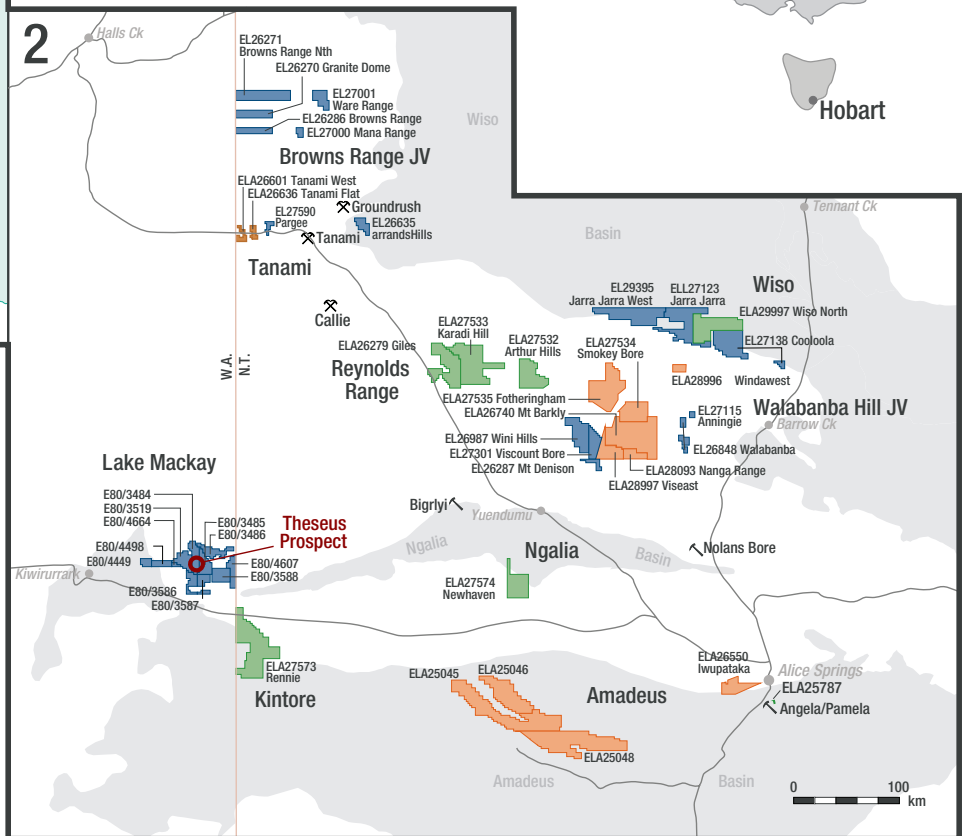 2
Halls Ck
Hobart
EL26271
Browns Range Nth
EL26270 Granite Dome
EL27001
Ware Range
EL26286 Browns Range
EL27000 Mana Range
Wiso
Browns Range JV
ELA26601 Tanami West
ELA26636 Tanami Flat
EL27590
Pargee
Groundrush
EL26635
arrandsHills
Tanami
Tanami
Callie
Tennant Ck
Basin
Wiso
EL29395
Jarra Jarra West
ELL27123
Jarra Jarra
ELA29997 Wiso North
EL27138 Cooloola
Windawest
W.A.
N.T.
ELA26279 Giles
ELA27533
Karadi Hill
ELA27532
Arthur Hills
ELA27534
Smokey Bore
Reynolds
Range
ELA28996
ELA27535 Fotheringham
ELA26740 Mt Barkly
EL26987 Wini Hills
EL27301 Viscount Bore
EL26287 Mt Denison
ELA28093 Nanga Range
ELA28997 Viseast
Walabanba Hill JV
EL27115
Anningie
Barrow Ck
EL26848 Walabanba
Lake Mackay
E80/3484
E80/3519
E80/4664
E80/3485
E80/3486
Theseus
Prospect
E80/4498
E80/4449
E80/4607
E80/3588
E80/3586
E80/3587
Kiwirurrark
Bigrlyi
Yuendumu
Ngalia
Ngalia
Basin
Nolans Bore
ELA27574
Newhaven
ELA27573
Rennie
Kintore
ELA25045
ELA25046
Amadeus
ELA25048
ELA26550
Iwupataka
Alice Springs
ELA25787
Angela/Pamela
Amadeus
Basin
0
100
km